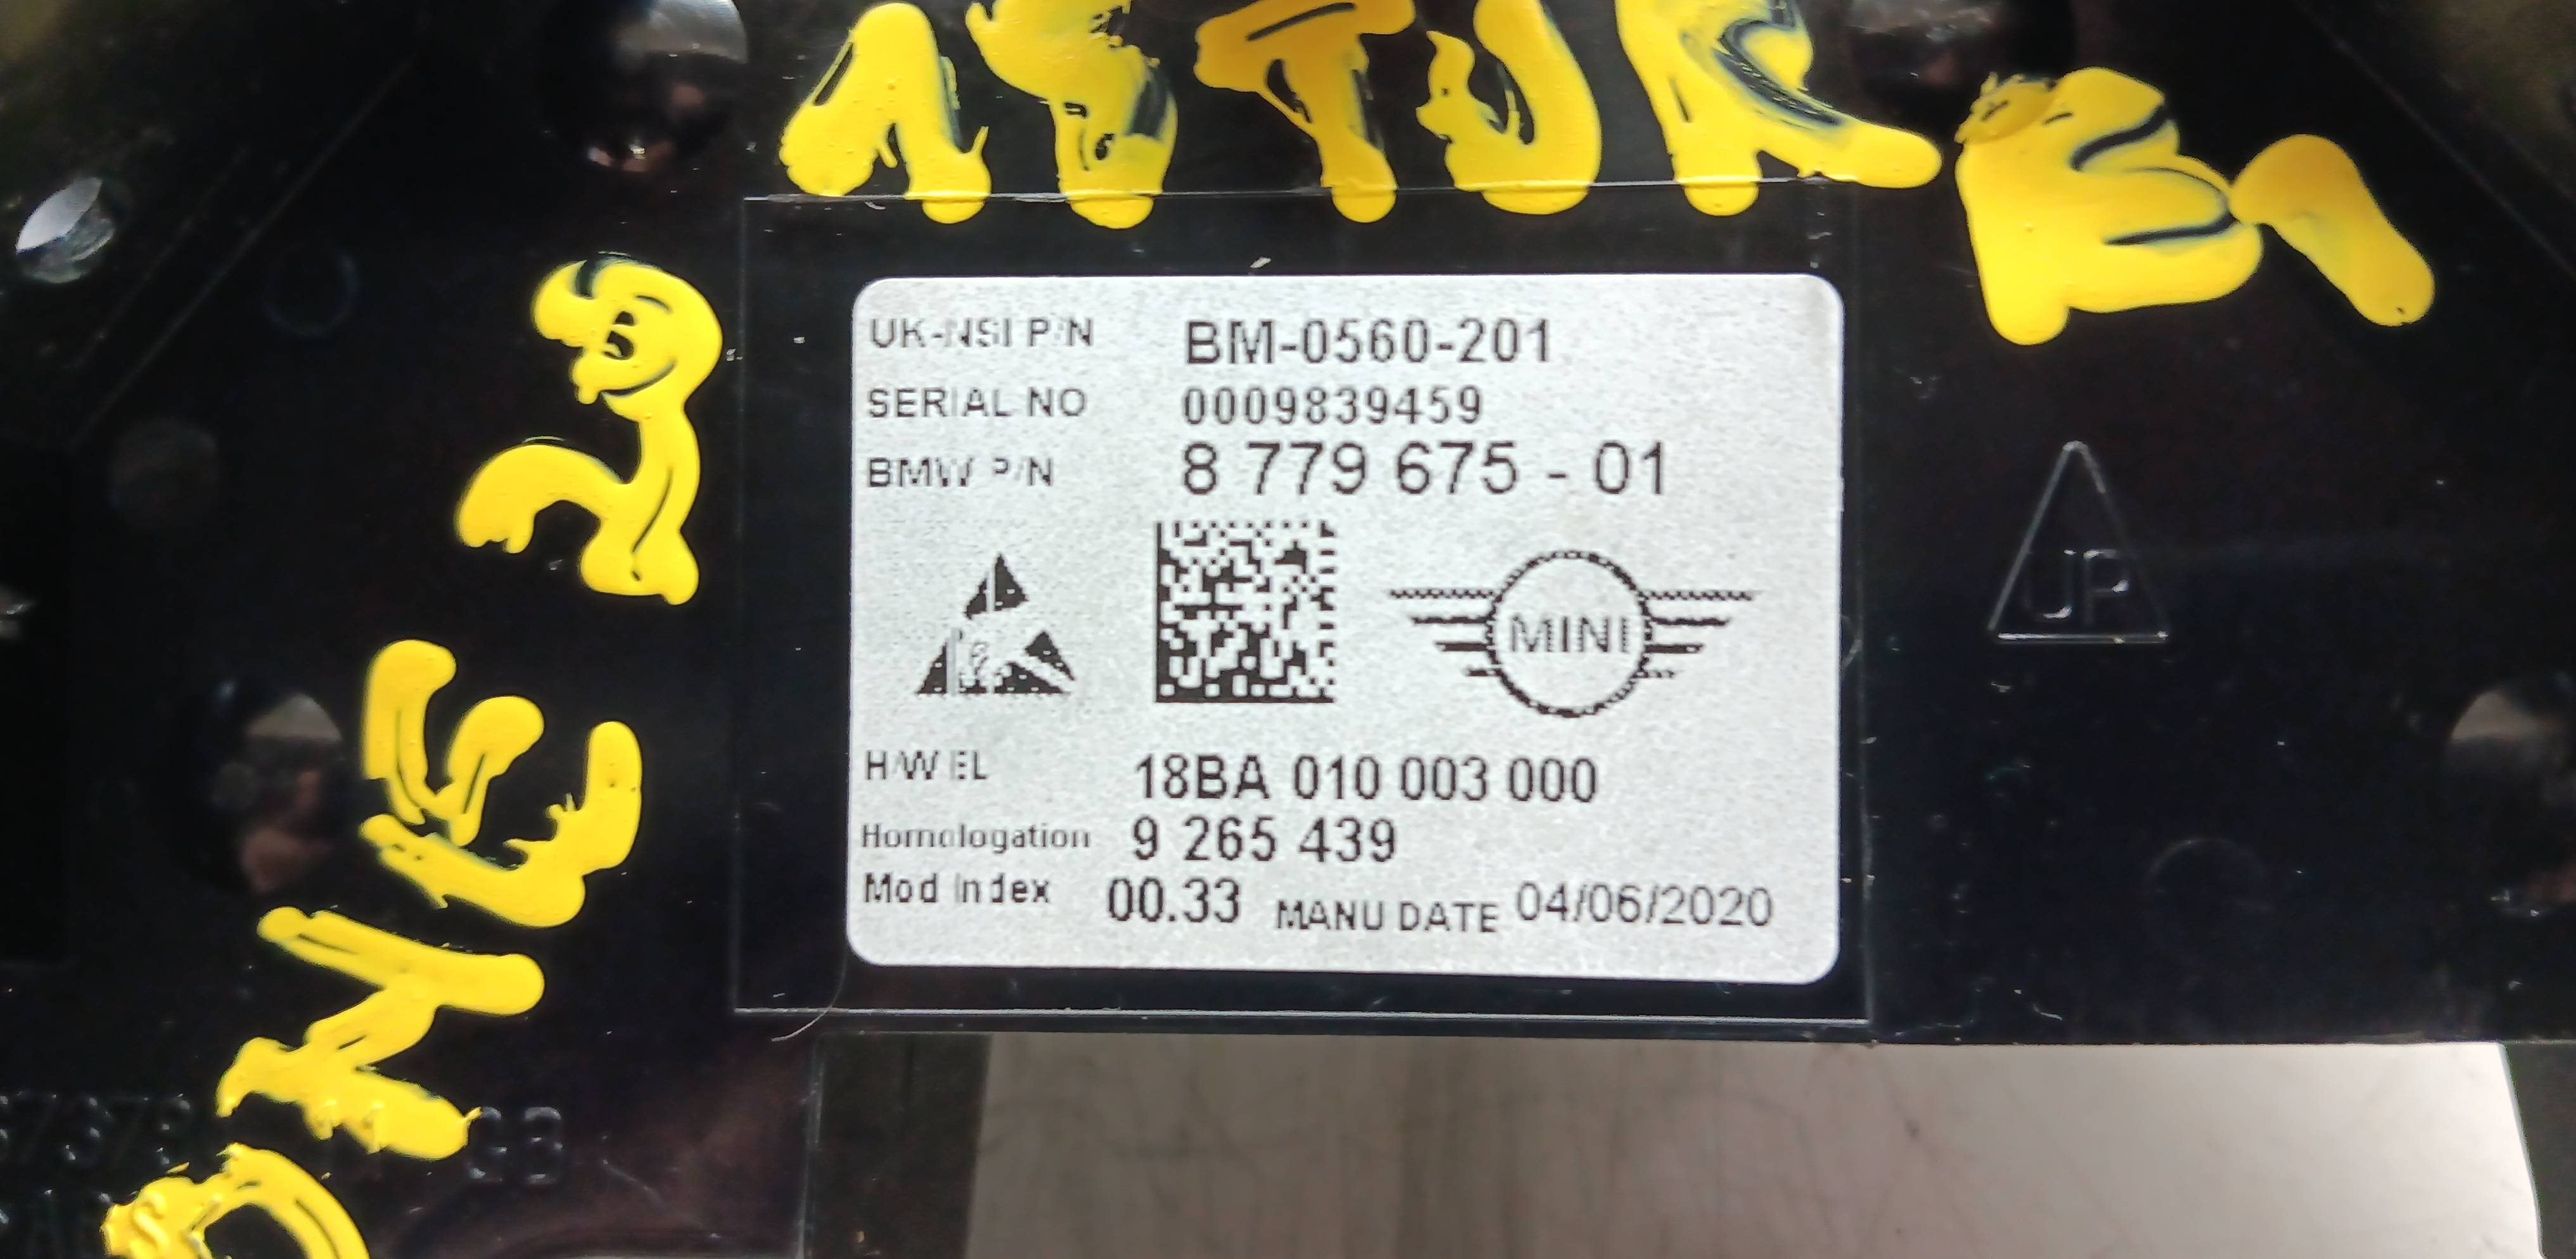 UK-NSI P/N BM-0560-201
SERIAL NO 0009839459
BMW P/N 8 779 675 - 01
MINI
UP
H/W EL 18BA 010 003 000
Homologation 9 265 439
Mod Index 00.33 MANU DATE 04/06/2020
GB